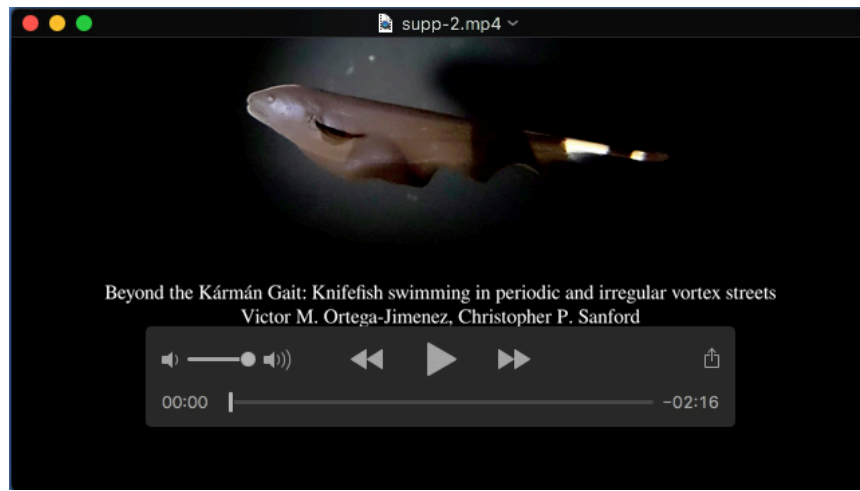 supp-2.mp4
Beyond the Kármán Gait: Knifefish swimming in periodic and irregular vortex streets
Victor M. Ortega-Jimenez, Christopher P. Sanford
00:00
-02:16